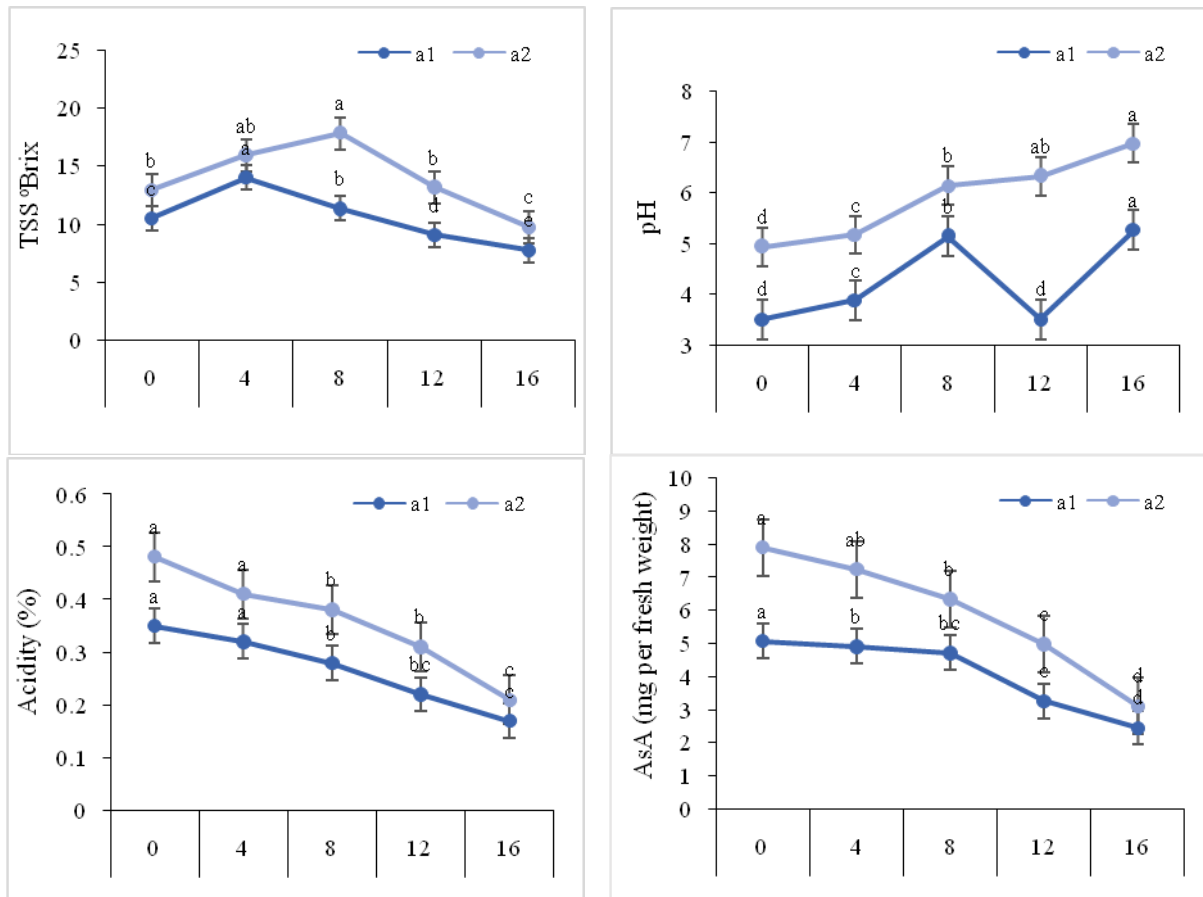 a1 a2
25
20
15
10
5
0
TSS ºBrix
b
ab
a
b
c
c
a
b
d
e
0 4 8 12 16
a1 a2
8
7
6
5
4
3
pH
d
c
b
ab
a
d
c
b
d
a
0 4 8 12 16
a1 a2
0.6
0.5
0.4
0.3
0.2
0.1
0
Acidity (%)
a
a
b
b
c
a
a
b
bc
c
0 4 8 12 16
a1 a2
10
9
8
7
6
5
4
3
2
1
0
AsA (mg per fresh weight)
a
ab
b
c
d
a
b
bc
c
d
0 4 8 12 16